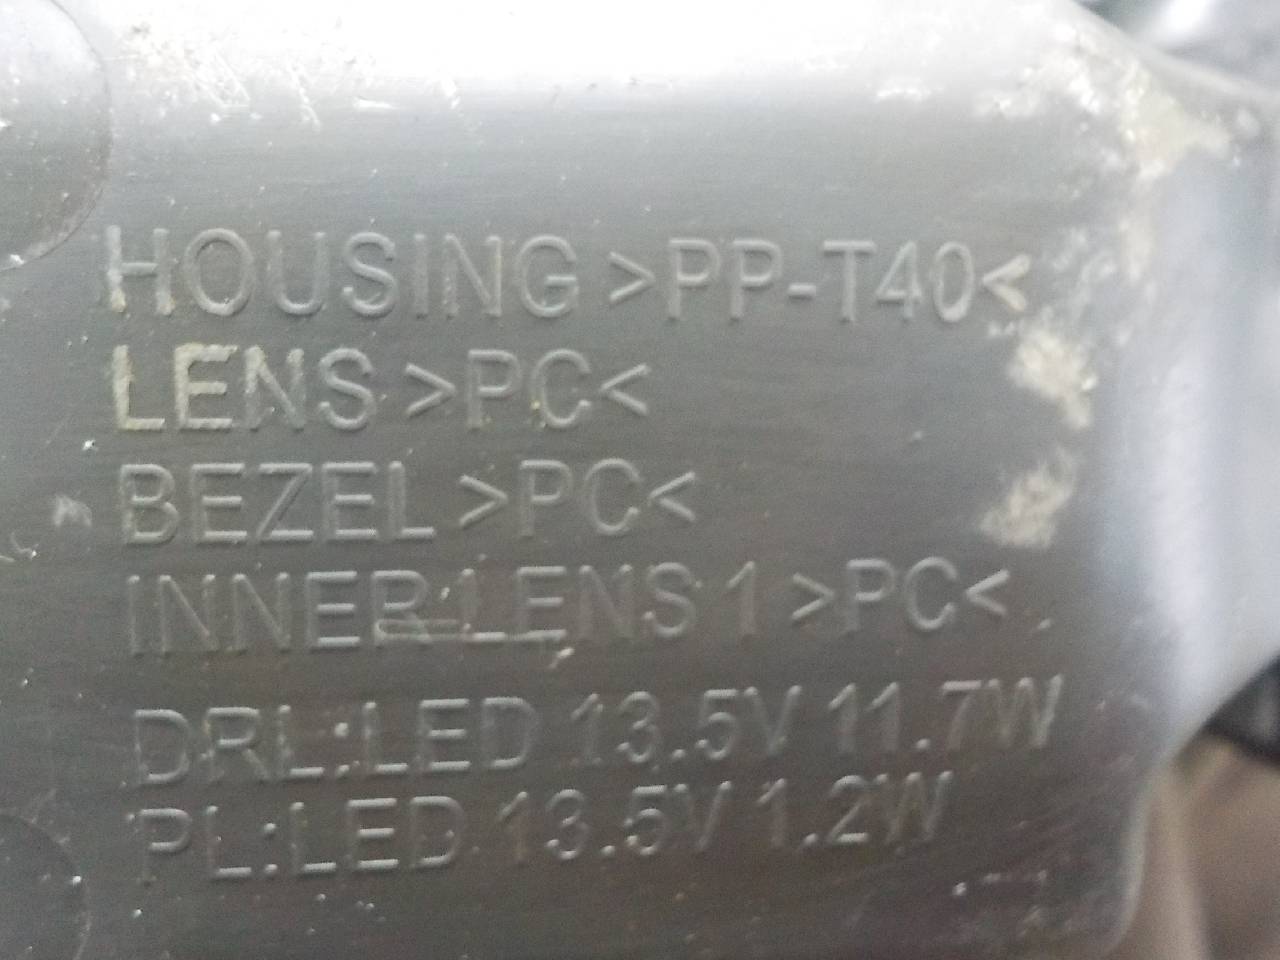 HOUSING >PP-T40<
LENS >PC<
BEZEL >PC<
INNER LENS 1 >PC<
DRL:LED 13.5V 11.7W
PL:LED 13.5V 1.2W